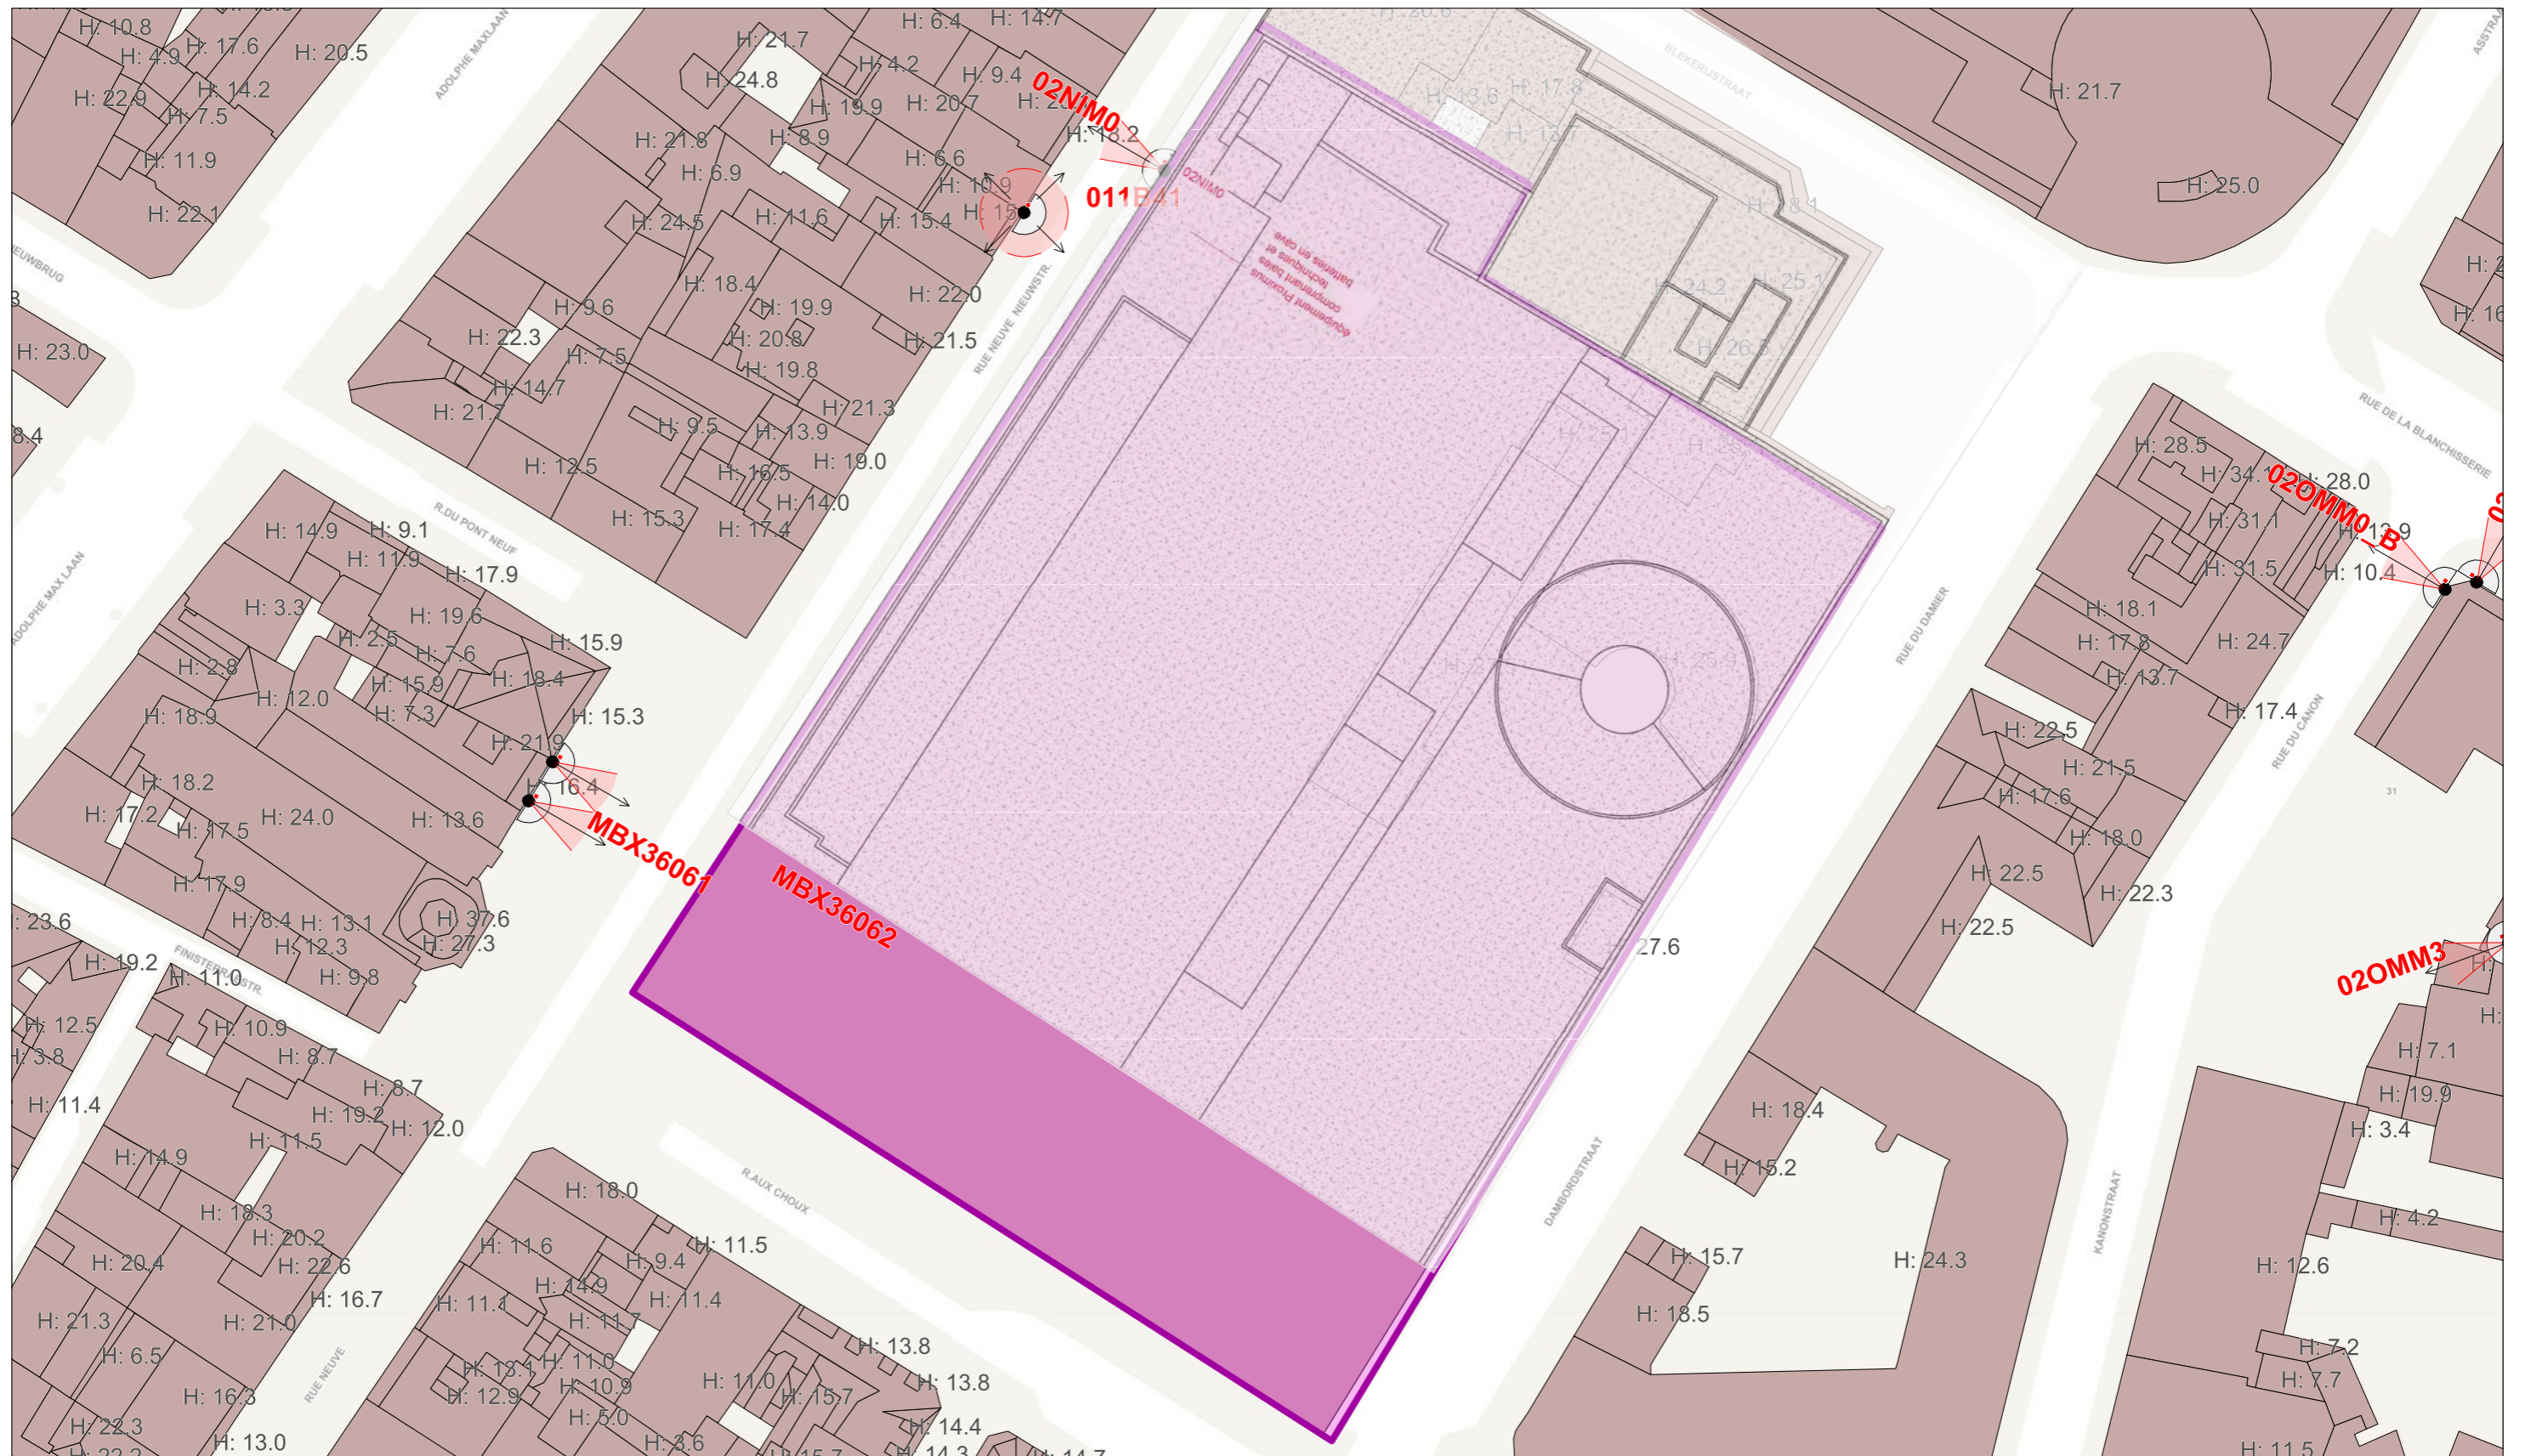 H: 10.8
H: 4.9
H: 17.6
H: 20.5
H: 22.9
H: 14.2
H: 7.5
H: 11.9
H: 22.1
ADOLPHE MAXLAAN
H: 6.4
H: 14.7
H: 21.7
H: 24.8
H: 4.2
H: 9.4
H: 19.9
H: 20.7
02NIM0
H: 18.2
H: 21.8
H: 8.9
H: 6.9
H: 6.6
H: 10.9
011B41
02NIM0
H: 24.5
H: 11.6
H: 15.4
H: 18.4
H: 22.0
H: 9.6
H: 19.9
H: 22.3
H: 20.8
H: 21.5
H: 7.5
H: 19.8
H: 14.7
H: 21.7
H: 21.3
H: 9.5
H: 13.9
H: 12.5
H: 16.5
H: 19.0
H: 14.0
H: 15.3
H: 17.4
RUE NEUVE NIEUWSTR.
équipement Proximus
comprenant baies
techniques et
batteries en cave
BLEKERIJSTRAAT
H: 13.6
H: 17.8
H: 18.1
H: 24.2
H: 25.1
H: 25.9
H: 21.7
H: 25.0
H: 23.0
R.DU PONT NEUF
ADOLPHE MAX LAAN
H: 14.9
H: 9.1
H: 11.9
H: 17.9
H: 3.3
H: 19.6
H: 2.5
H: 7.6
H: 15.9
H: 2.8
H: 15.9
H: 18.4
H: 12.0
H: 7.3
H: 18.9
H: 15.3
H: 21.9
H: 18.2
H: 16.4
H: 17.2
H: 17.5
H: 24.0
H: 13.6
MBX36061
MBX36062
H: 17.9
H: 8.4
H: 13.1
H: 12.3
H: 37.6
H: 27.3
H: 9.8
FINISTERRAESTR.
H: 19.2
H: 11.0
H: 12.5
H: 10.9
H: 3.8
H: 8.7
H: 8.7
H: 11.4
H: 19.2
H: 12.0
H: 11.5
H: 14.9
H: 18.3
H: 20.2
H: 20.4
H: 22.6
H: 16.7
H: 21.3
H: 21.0
H: 6.5
H: 16.3
H: 22.3
H: 13.0
RUE NEUVE
R.AUX CHOUX
H: 18.0
H: 11.6
H: 9.4
H: 11.5
H: 14.9
H: 11.1
H: 11.4
H: 11.7
H: 13.8
H: 11.0
H: 10.9
H: 12.9
H: 11.0
H: 15.7
H: 13.8
H: 5.0
H: 14.4
H: 3.6
H: 14.3
27.6
RUE DU DAMIER
DAMBORDSTRAAT
RUE DE LA BLANCHISSERIE
H: 28.5
H: 28.0
02OMM0_B
H: 31.1
H: 13.9
H: 31.5
H: 10.4
H: 18.1
H: 17.8
H: 24.7
H: 13.7
H: 17.4
H: 22.5
RUE DU CANON
H: 21.5
H: 17.6
31
H: 18.0
H: 22.5
H: 22.3
H: 22.5
02OMM3
H: 7.1
H: 18.4
H: 19.9
H: 3.4
H: 15.2
KANONSTRAAT
H: 4.2
H: 15.7
H: 24.3
H: 12.6
H: 18.5
H: 7.2
H: 7.7
H: 11.5